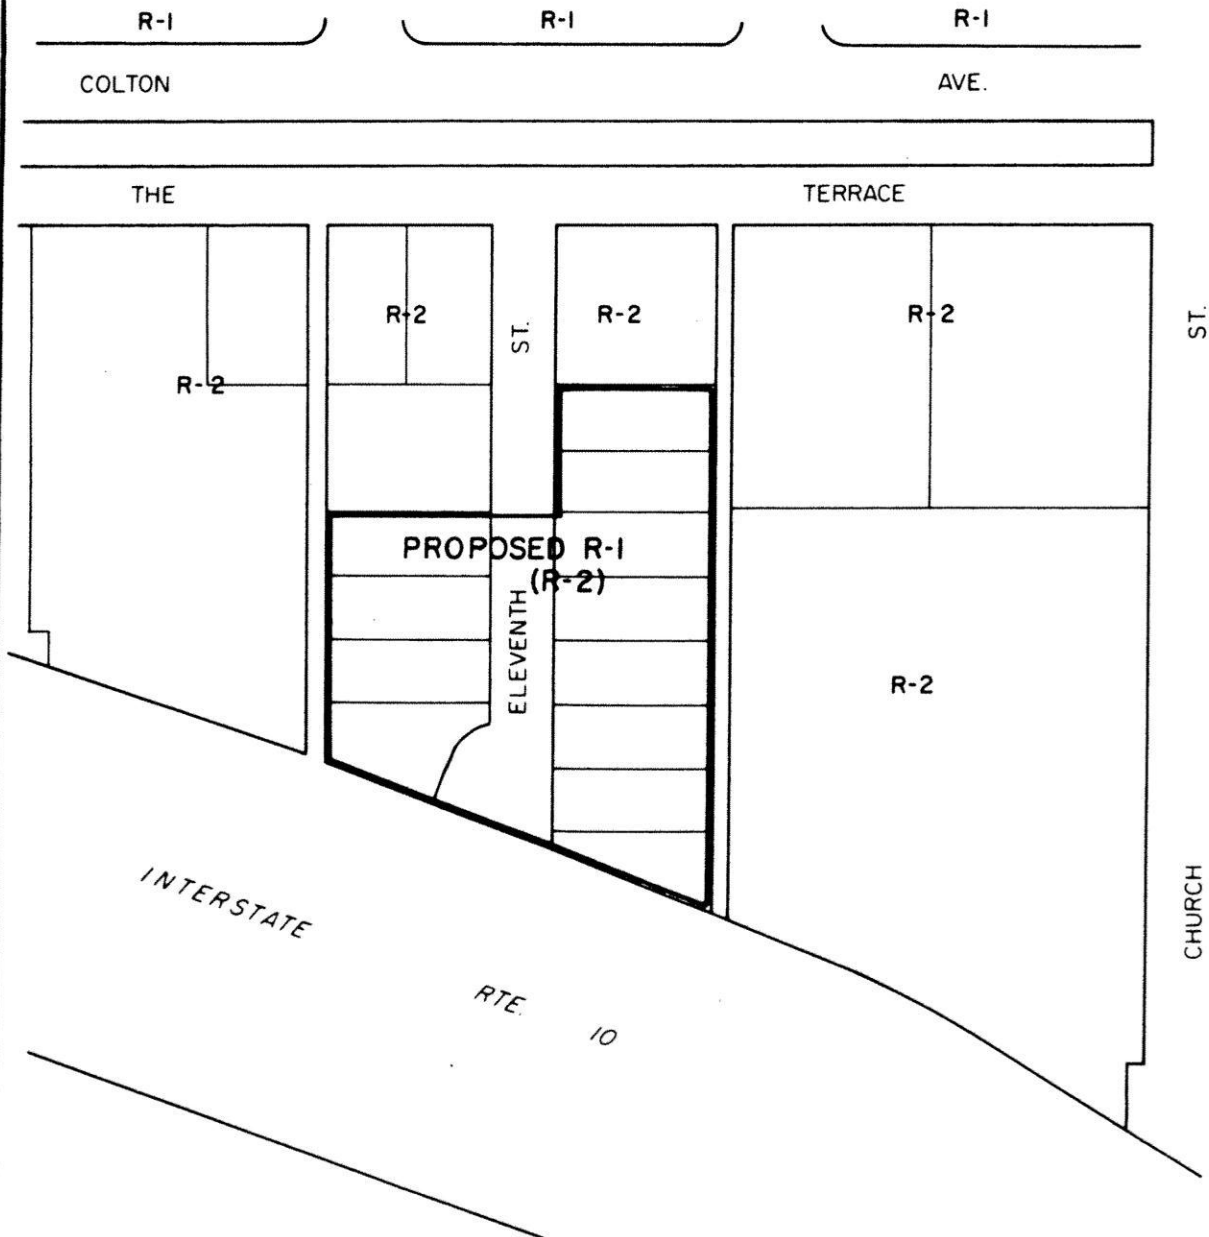 R-1 R-1 R-1
COLTON AVE.
THE TERRACE
R-2 R-2 R-2
ST.
ST.
R-2
PROPOSED R-1
(R-2)
ELEVENTH
R-2
CHURCH
INTERSTATE
RTE. 10